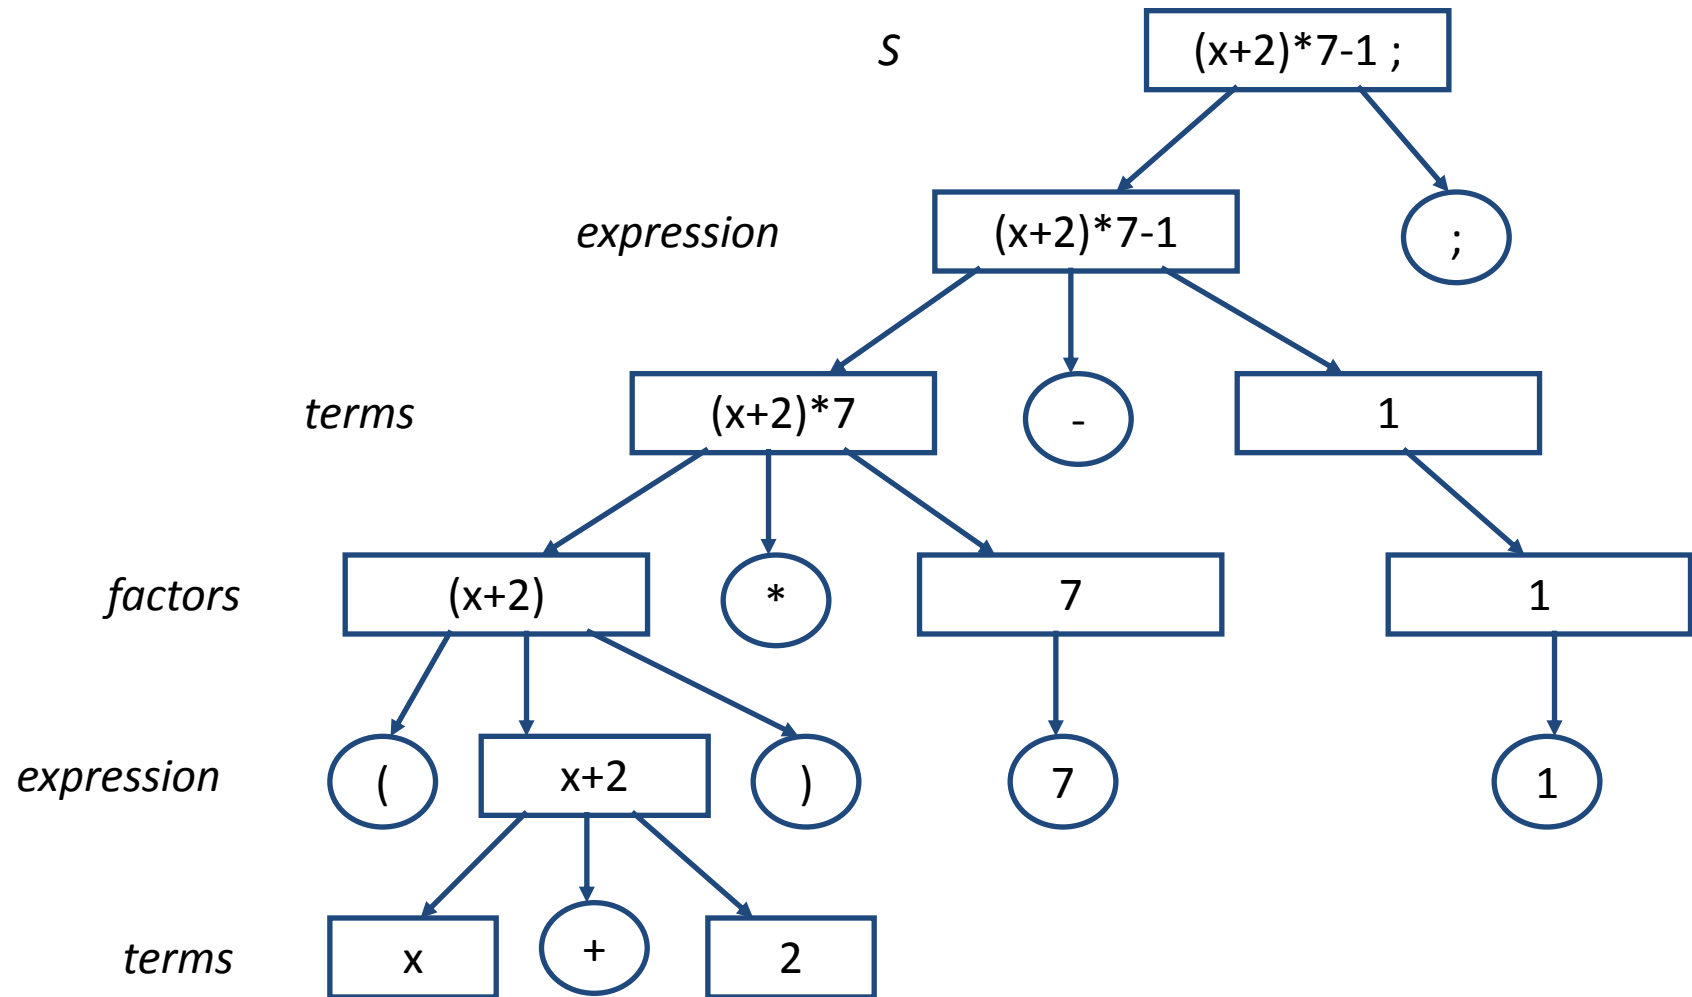 S (x+2)*7-1 ;
expression (x+2)*7-1 ;
terms (x+2)*7 - 1
factors (x+2) * 7 1
expression ( x+2 ) 7 1
terms x + 2